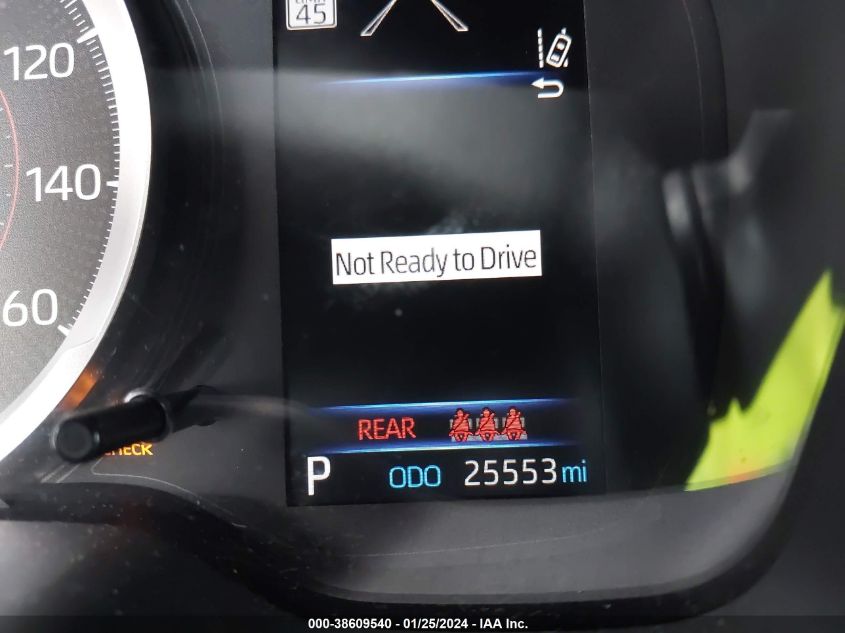 45
120
140
60
Not Ready to Drive
REAR
CHECK
P ODO 25553 mi
000-38609540 - 01/25/2024 - IAA Inc.